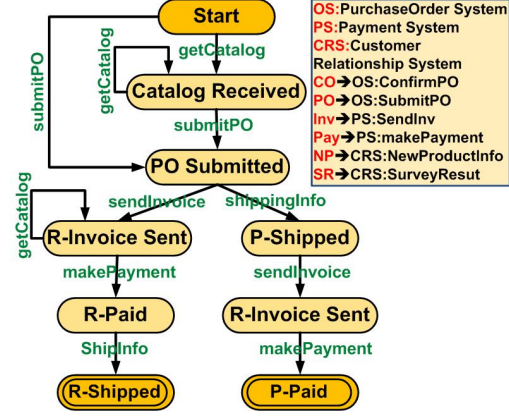 Start
getCatalog
getCatalog
submitPO
Catalog Received
submitPO
PO Submitted
sendInvoice
shippingInfo
getCatalog
R-Invoice Sent
P-Shipped
makePayment
sendInvoice
R-Paid
R-Invoice Sent
ShipInfo
makePayment
R-Shipped
P-Paid
OS:PurchaseOrder System
PS:Payment System
CRS:Customer
Relationship System
CO➔OS:ConfirmPO
PO➔OS:SubmitPO
Inv➔PS:SendInv
Pay➔PS:makePayment
NP➔CRS:NewProductInfo
SR➔CRS:SurveyResut